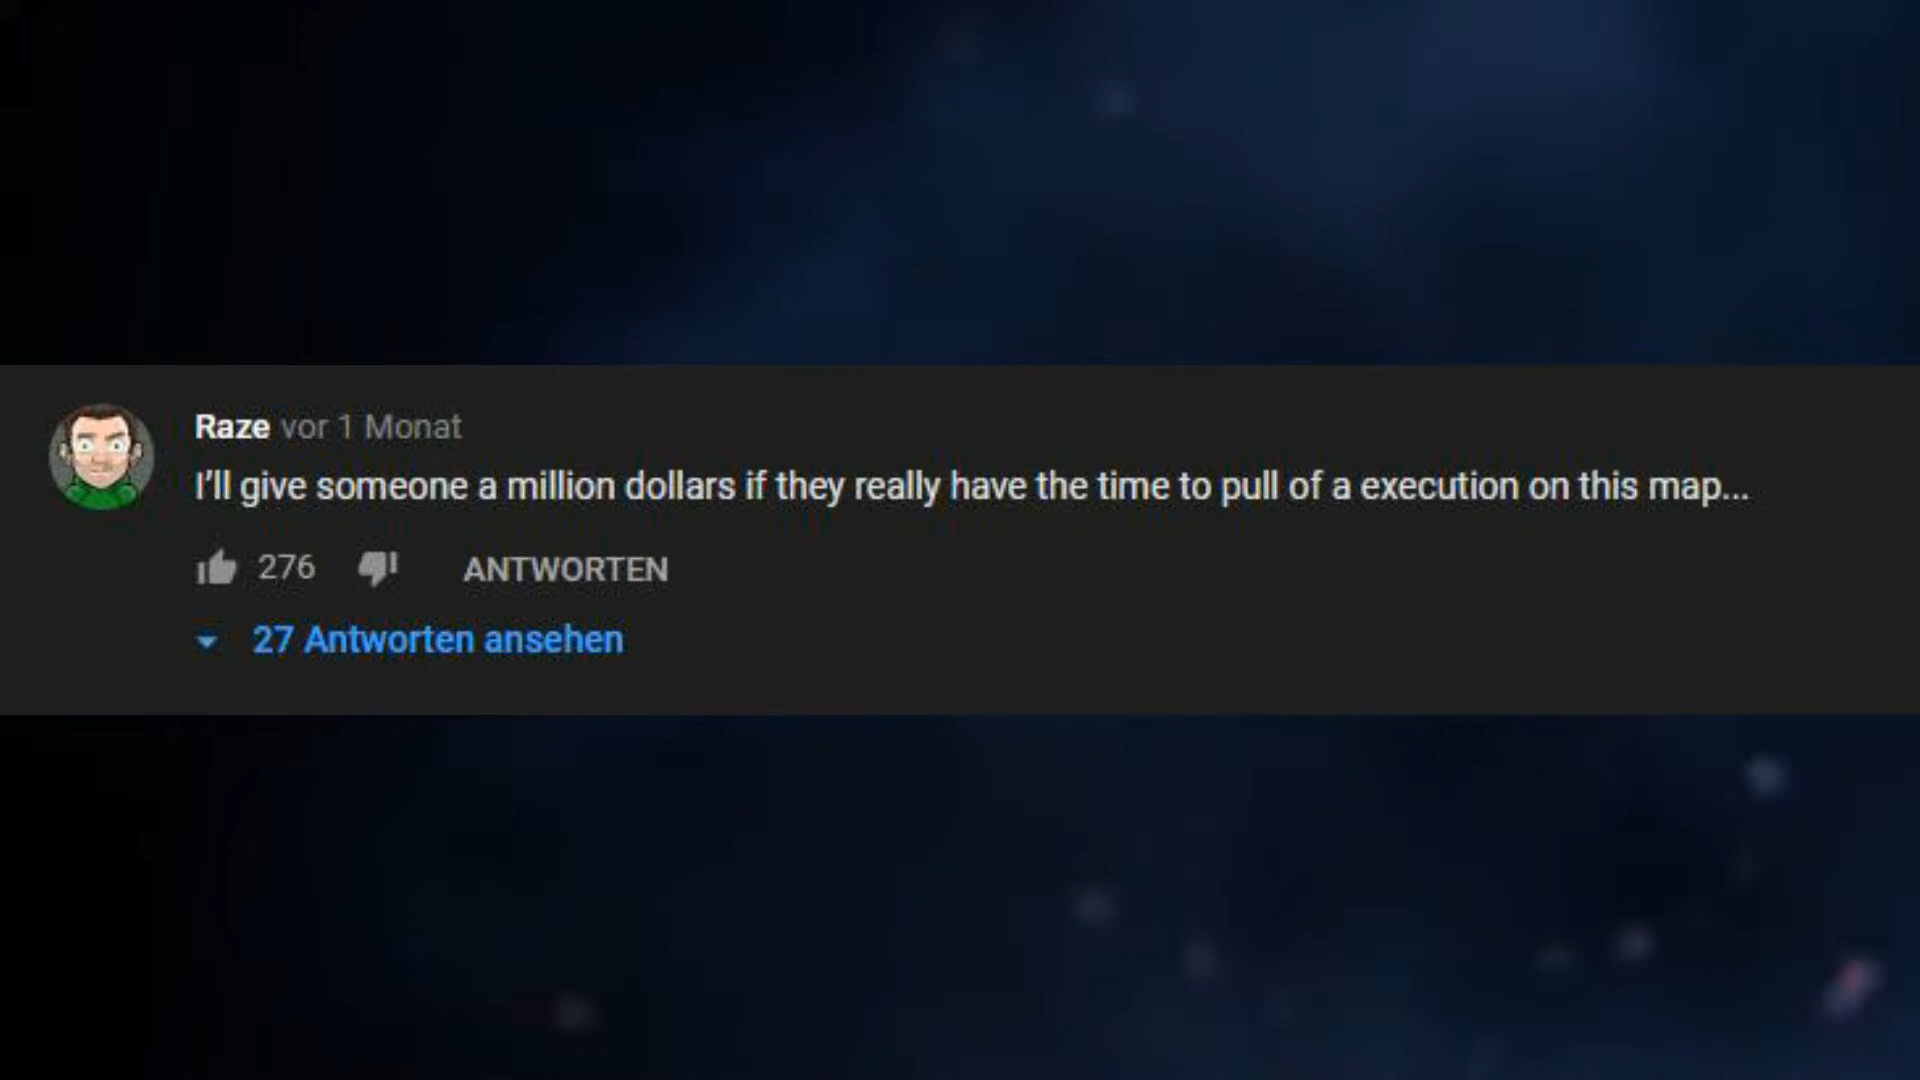 Raze vor 1 Monat
I’ll give someone a million dollars if they really have the time to pull of a execution on this map...
276 ANTWORTEN
27 Antworten ansehen